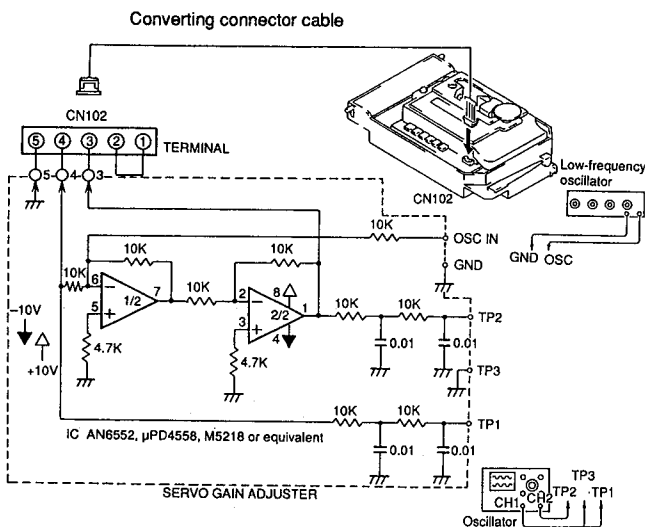 Converting connector cable
CN102
5 4 3 2 1
TERMINAL
5 4 3
CN102
Low-frequency
oscillator
GND OSC
10K
OSC IN
GND
10K
10K
10K
6
5
1/2
7
10K
2
3
8
2/2
4
1
10K
10K
TP2
−10V
+10V
4.7K
4.7K
0.01
0.01
TP3
10K
10K
TP1
IC AN6552, µPD4558, M5218 or equivalent
0.01
0.01
SERVO GAIN ADJUSTER
CH1
CH2
TP2
TP3
TP1
Oscillator